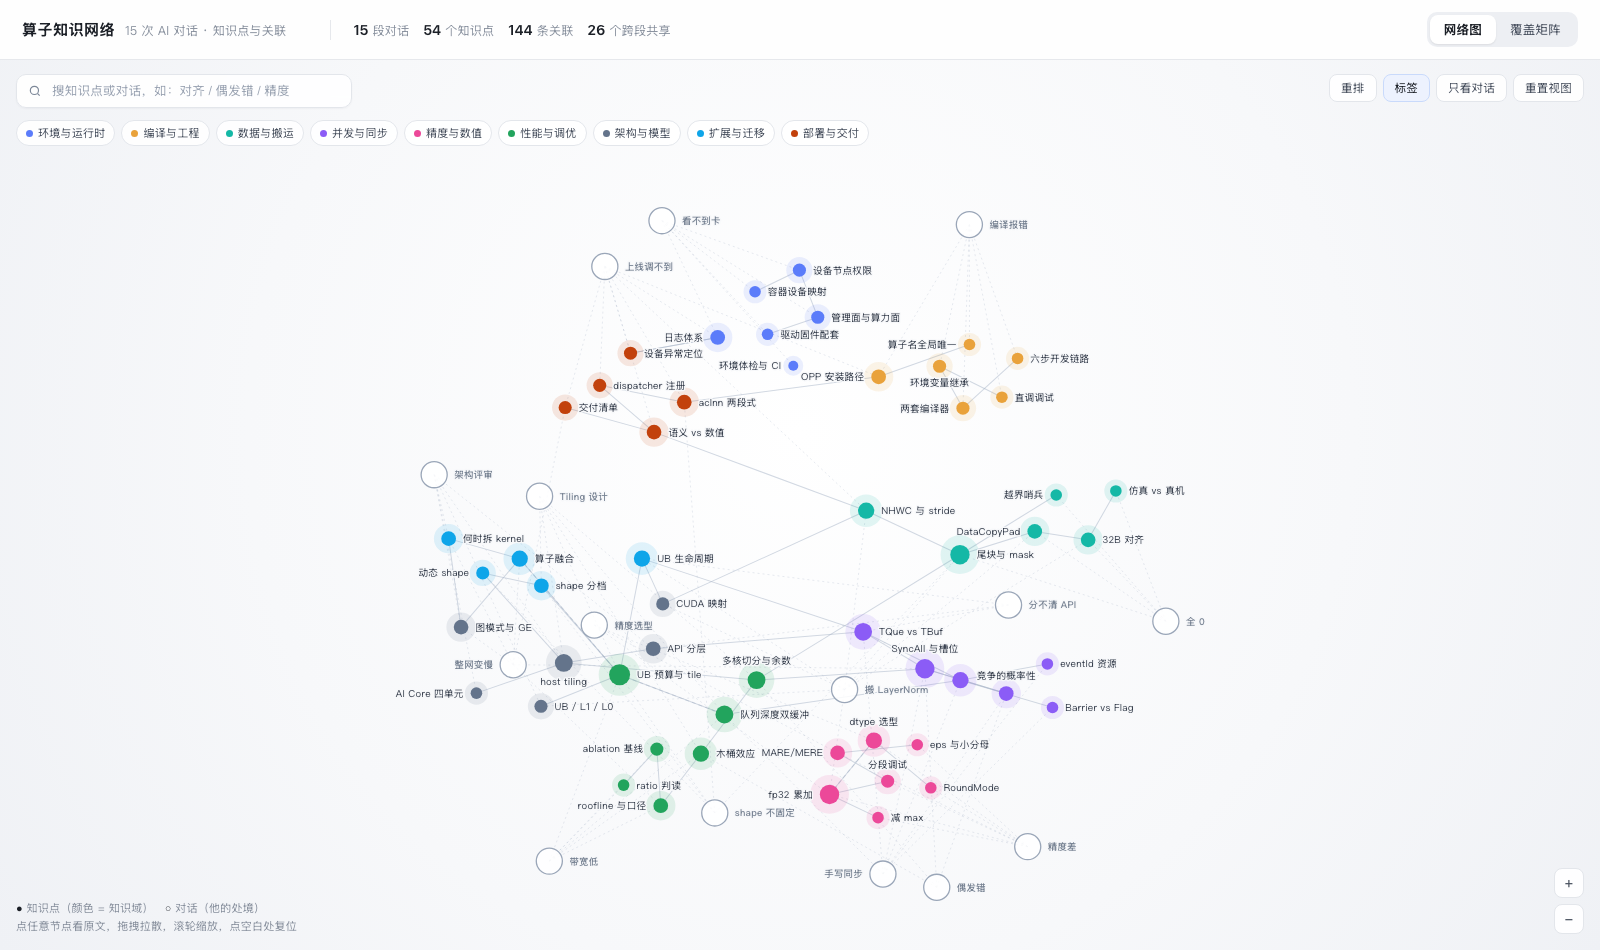 算子知识网络 15 次 AI 对话 · 知识点与关联 15 段对话 54 个知识点 144 条关联 26 个跨段共享 网络图 覆盖矩阵
搜知识点或对话，如：对齐 / 偶发错 / 精度 重排 标签 只看对话 重置视图
环境与运行时 编译与工程 数据与搬运 并发与同步 精度与数值 性能与调优 架构与模型 扩展与迁移 部署与交付
看不到卡
编译报错
上线调不到
设备节点权限
容器设备映射
管理面与算力面
日志体系
驱动固件配套
算子名全局唯一
设备异常定位
六步开发链路
环境体检与 CI
OPP 安装路径
环境变量继承
dispatcher 注册
直调调试
aclnn 两段式
交付清单
两套编译器
语义 vs 数值
架构评审
Tiling 设计
越界哨兵
仿真 vs 真机
NHWC 与 stride
DataCopyPad
何时拆 kernel
32B 对齐
尾块与 mask
算子融合
UB 生命周期
动态 shape
shape 分档
CUDA 映射
分不清 API
全 0
精度选型
图模式与 GE
TQue vs TBuf
API 分层
SyncAll 与槽位
多核切分与余数
整网变慢
eventId 资源
UB 预算与 tile
竞争的概率性
host tiling
搬 LayerNorm
AI Core 四单元
UB / L1 / L0
Barrier vs Flag
队列深度双缓冲
dtype 选型
eps 与小分母
ablation 基线
木桶效应
MARE/MERE
分段调试
ratio 判读
RoundMode
fp32 累加
roofline 与口径
shape 不固定
减 max
精度差
带宽低
手写同步
偶发错
知识点（颜色 = 知识域） 对话（他的处境）
点任意节点看原文，拖拽拉散，滚轮缩放，点空白处复位
+
−